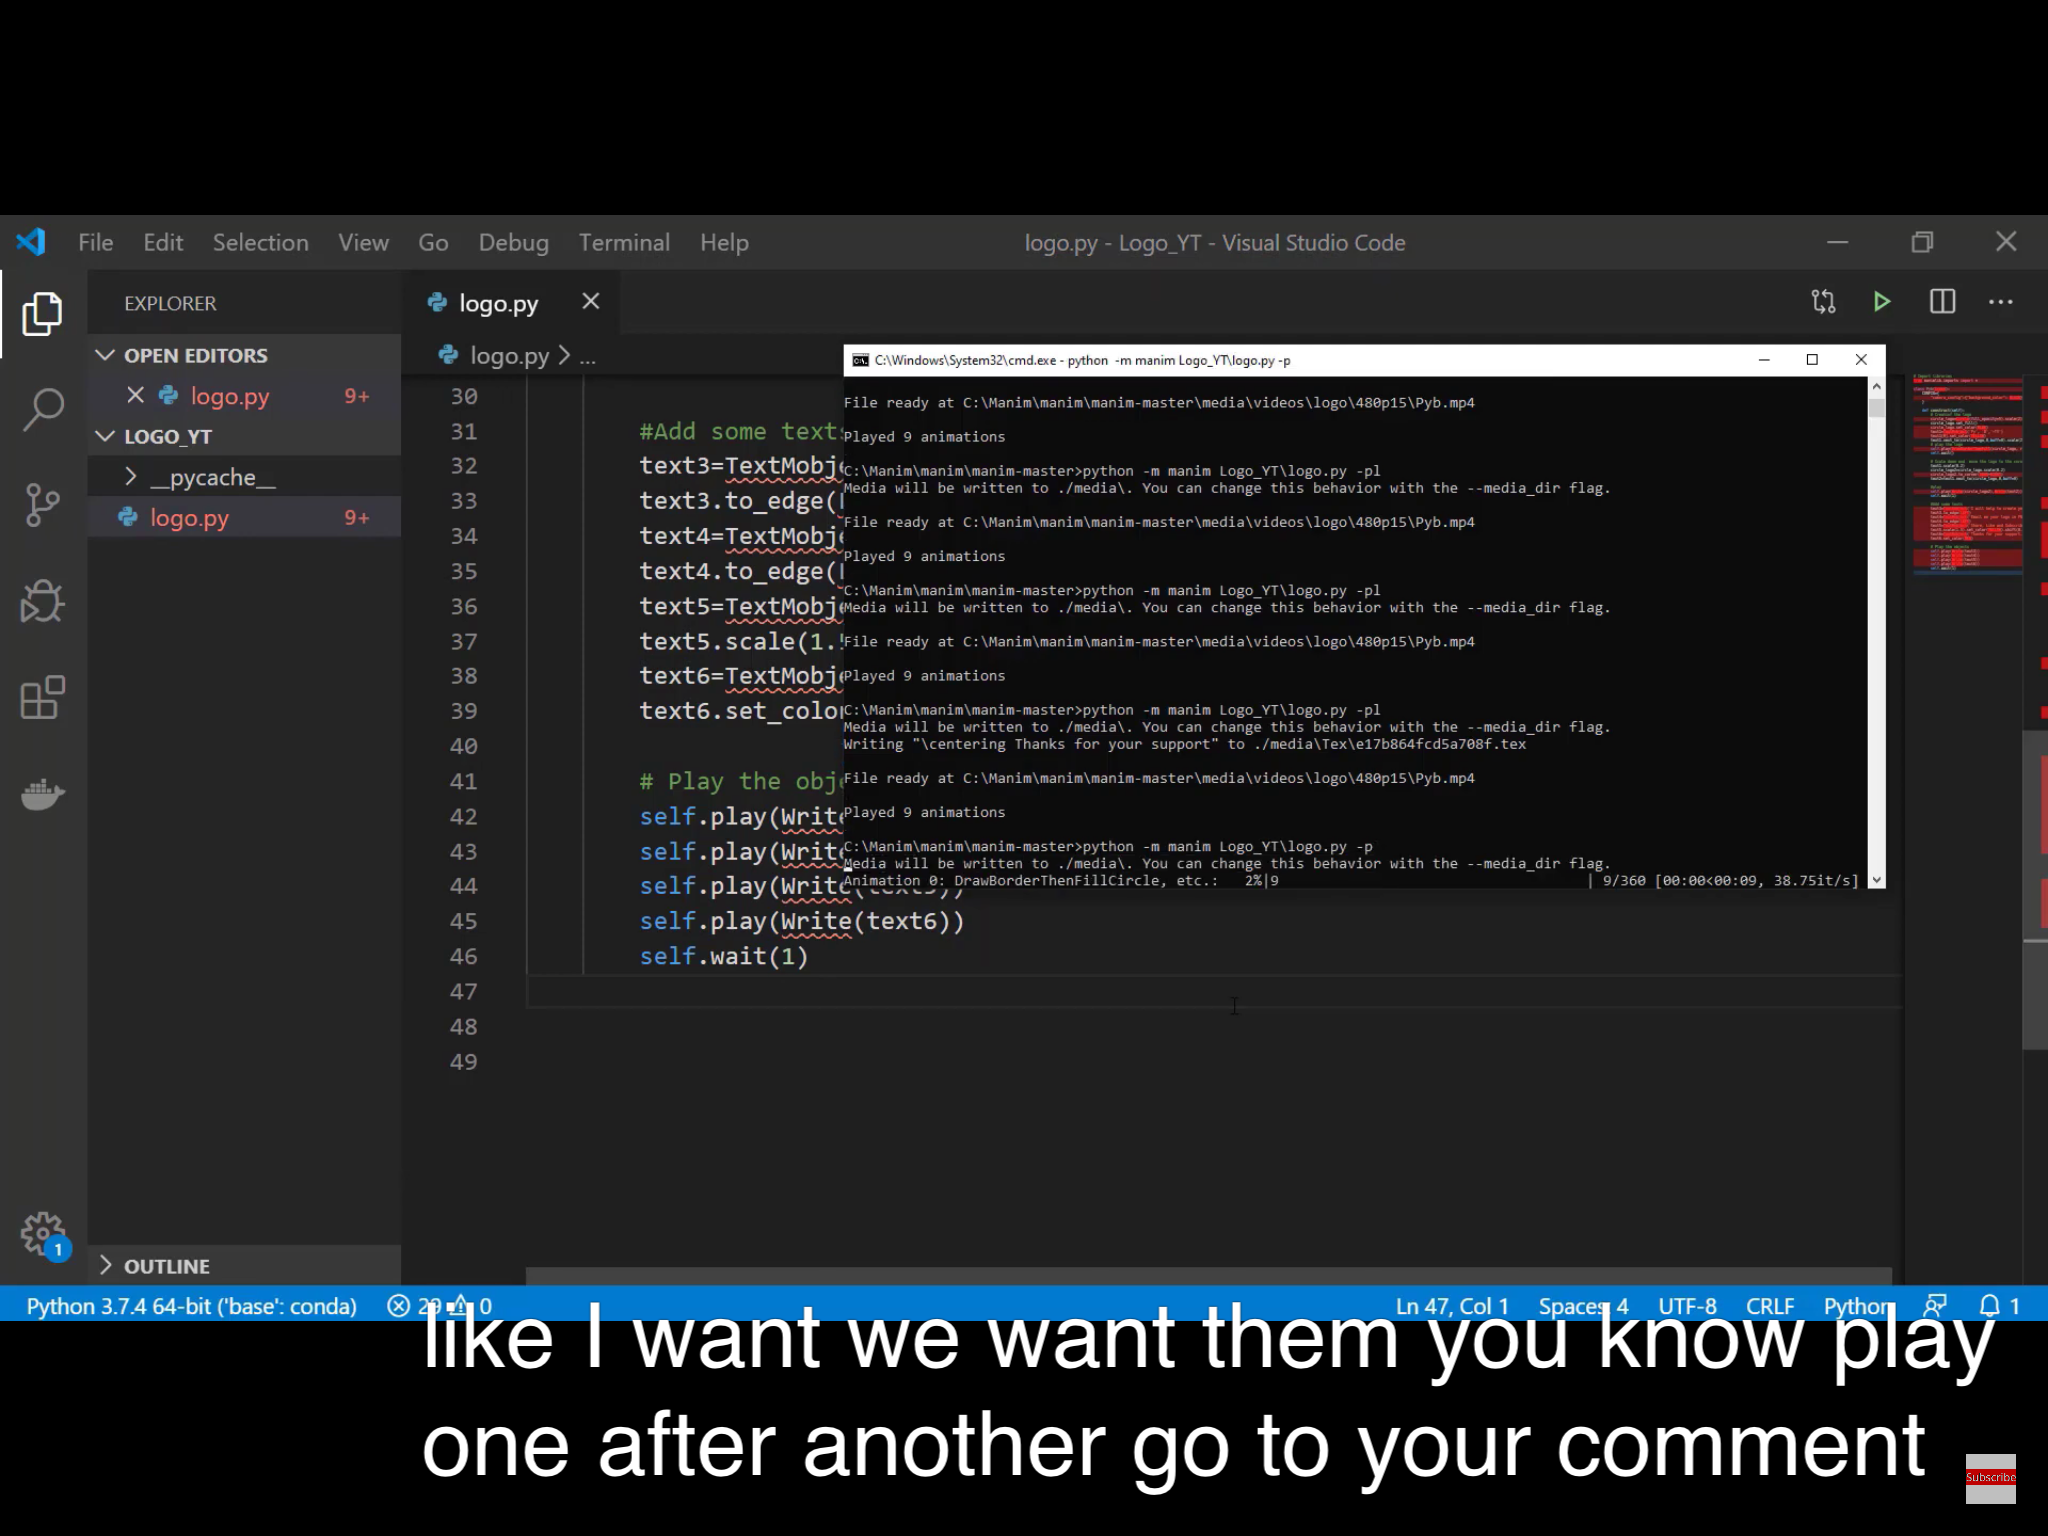 File Edit Selection View Go Debug Terminal Help logo.py - Logo_YT - Visual Studio Code
EXPLORER
OPEN EDITORS
logo.py 9+
LOGO_YT
__pycache__
logo.py 9+
OUTLINE
logo.py
logo.py > ...
30
31 #Add some text
32 text3=TextMobje
33 text3.to_edge(
34 text4=TextMobje
35 text4.to_edge(
36 text5=TextMobje
37 text5.scale(1.
38 text6=TextMobje
39 text6.set_color
40
41 # Play the obje
42 self.play(Write
43 self.play(Write
44 self.play(Write(text5))
45 self.play(Write(text6))
46 self.wait(1)
47
48
49
C:\Windows\System32\cmd.exe - python -m manim Logo_YT\logo.py -p
File ready at C:\Manim\manim\manim-master\media\videos\logo\480p15\Pyb.mp4
Played 9 animations
C:\Manim\manim\manim-master>python -m manim Logo_YT\logo.py -pl
Media will be written to ./media\. You can change this behavior with the --media_dir flag.
File ready at C:\Manim\manim\manim-master\media\videos\logo\480p15\Pyb.mp4
Played 9 animations
C:\Manim\manim\manim-master>python -m manim Logo_YT\logo.py -pl
Media will be written to ./media\. You can change this behavior with the --media_dir flag.
File ready at C:\Manim\manim\manim-master\media\videos\logo\480p15\Pyb.mp4
Played 9 animations
C:\Manim\manim\manim-master>python -m manim Logo_YT\logo.py -pl
Media will be written to ./media\. You can change this behavior with the --media_dir flag.
Writing "\centering Thanks for your support" to ./media\Tex\e17b864fcd5a708f.tex
File ready at C:\Manim\manim\manim-master\media\videos\logo\480p15\Pyb.mp4
Played 9 animations
C:\Manim\manim\manim-master>python -m manim Logo_YT\logo.py -p
Media will be written to ./media\. You can change this behavior with the --media_dir flag.
Animation 0: DrawBorderThenFillCircle, etc.: 2%|9 | 9/360 [00:00<00:09, 38.75it/s]
1
Python 3.7.4 64-bit ('base': conda) 29 0 Ln 47, Col 1 Spaces: 4 UTF-8 CRLF Python 1
like I want we want them you know play
one after another go to your comment
Subscribe